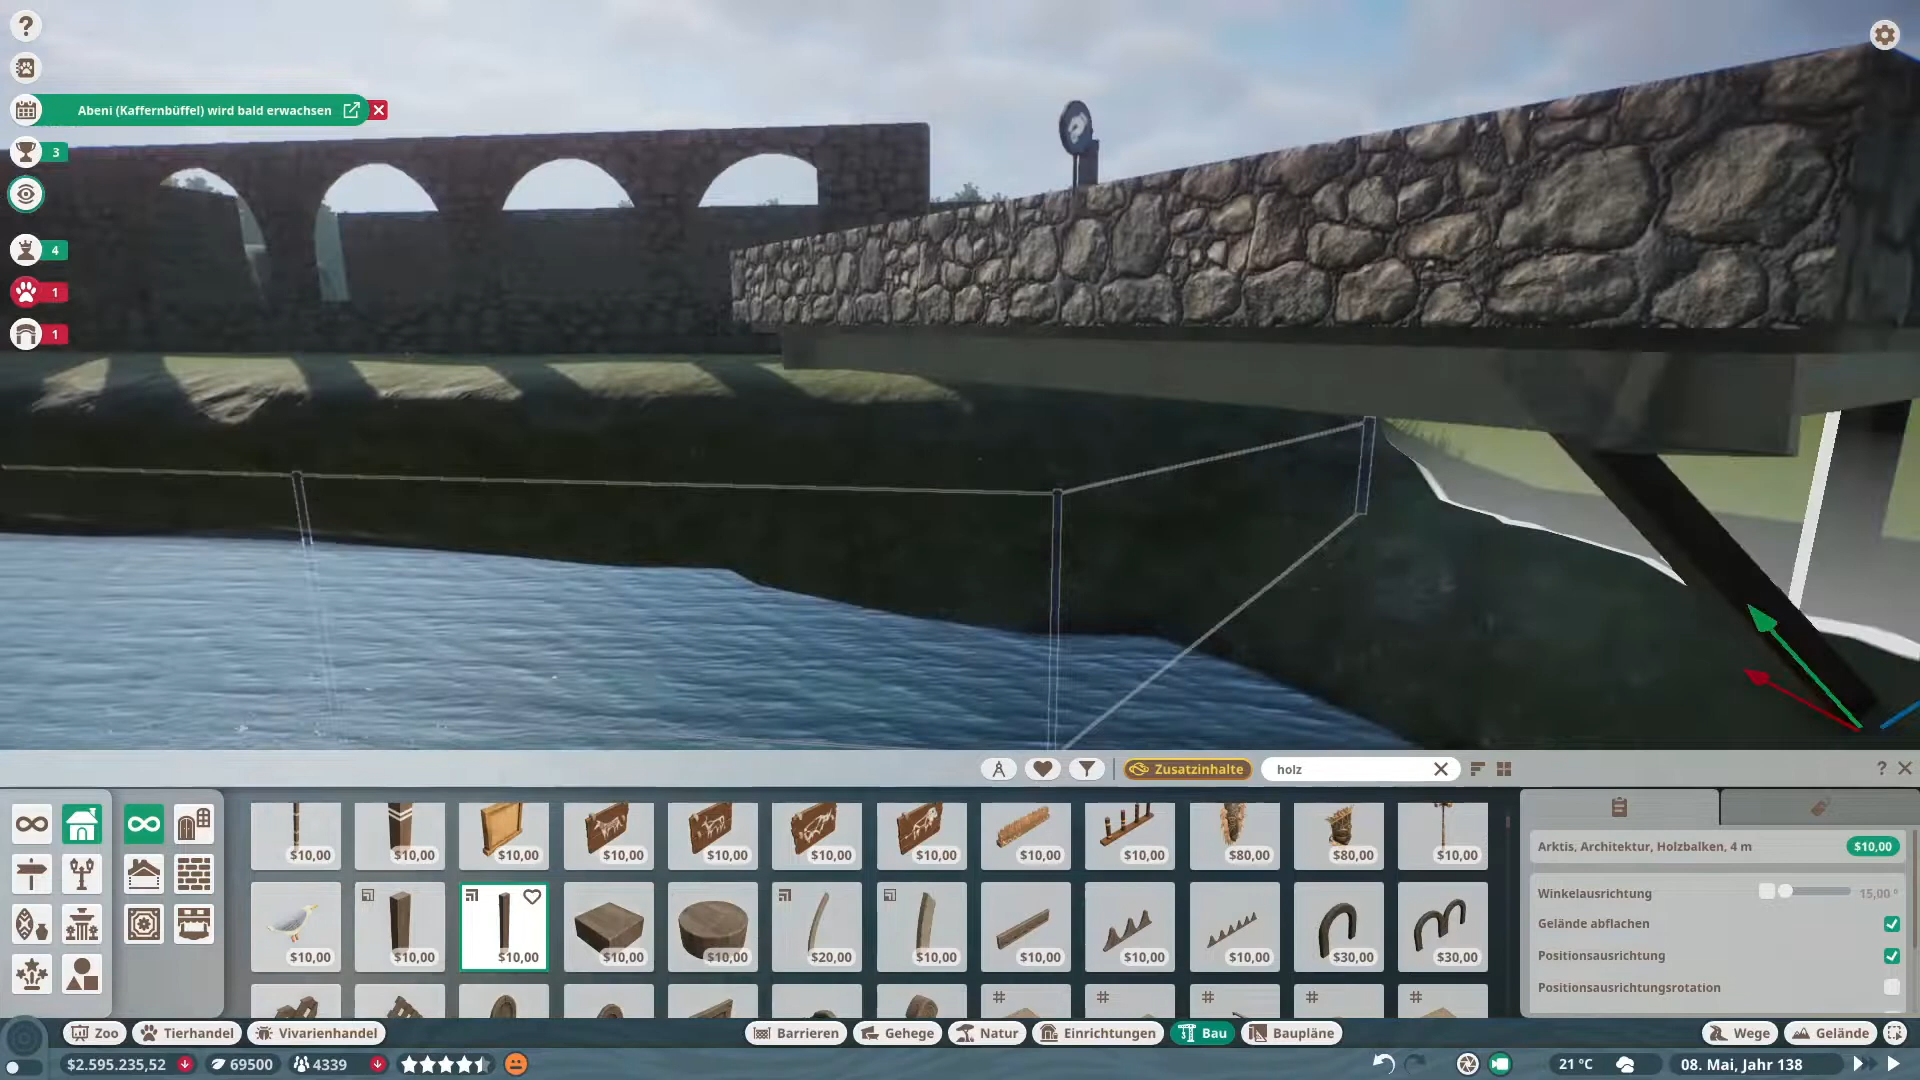 ?
Abeni (Kaffernbüffel) wird bald erwachsen
3
4
1
1
Zusatzinhalte
holz
?
$10,00
$10,00
$10,00
$10,00
$10,00
$10,00
$10,00
$10,00
$10,00
$80,00
$80,00
$10,00
$10,00
$10,00
$10,00
$10,00
$10,00
$20,00
$10,00
$10,00
$10,00
$10,00
$30,00
$30,00
Arktis, Architektur, Holzbalken, 4 m
$10,00
Winkelausrichtung
15,00 °
Gelände abflachen
Positionsausrichtung
Positionsausrichtungsrotation
Zoo
Tierhandel
Vivarienhandel
Barrieren
Gehege
Natur
Einrichtungen
Bau
Baupläne
Wege
Gelände
$2.595.235,52
69500
4339
21 °C
08. Mai, Jahr 138